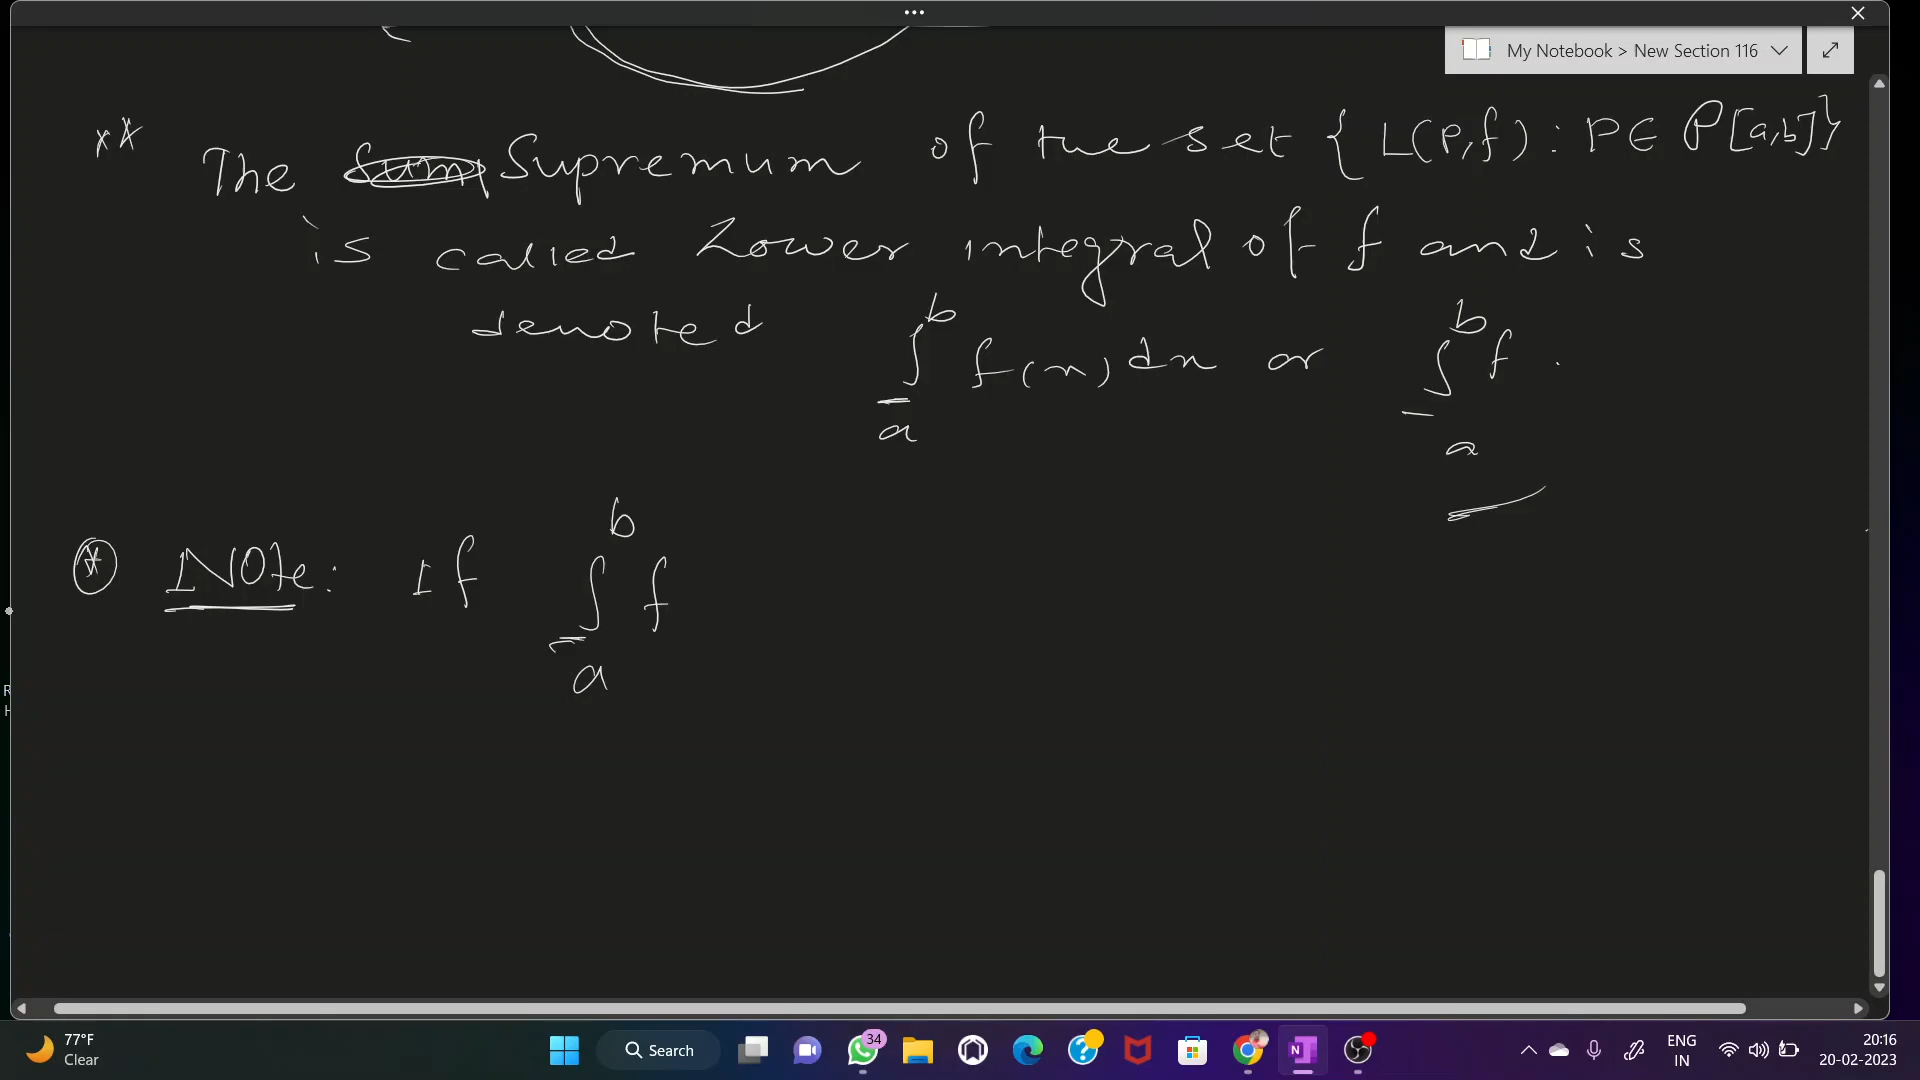 My Notebook > New Section 116
** The Supremum of the set { L(P,f) : P ∈ P[a,b]}
is called Lower integral of f and is
denoted ∫_a^b f(x) dx or ∫_a^b f .
* Note: If ∫_a^b f
77°F
Clear
Search
34
ENG
IN
20:16
20-02-2023